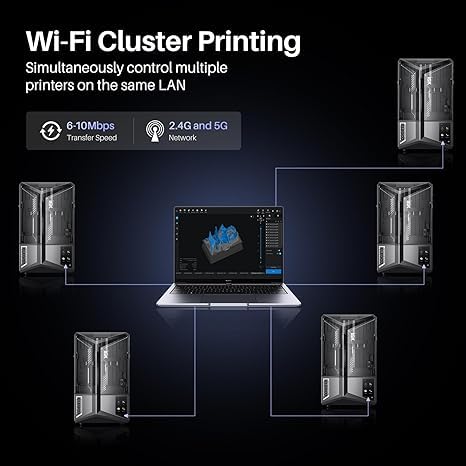 Wi-Fi Cluster Printing
Simultaneously control multiple
printers on the same LAN
6-10Mbps
Transfer Speed
2.4G and 5G
Network